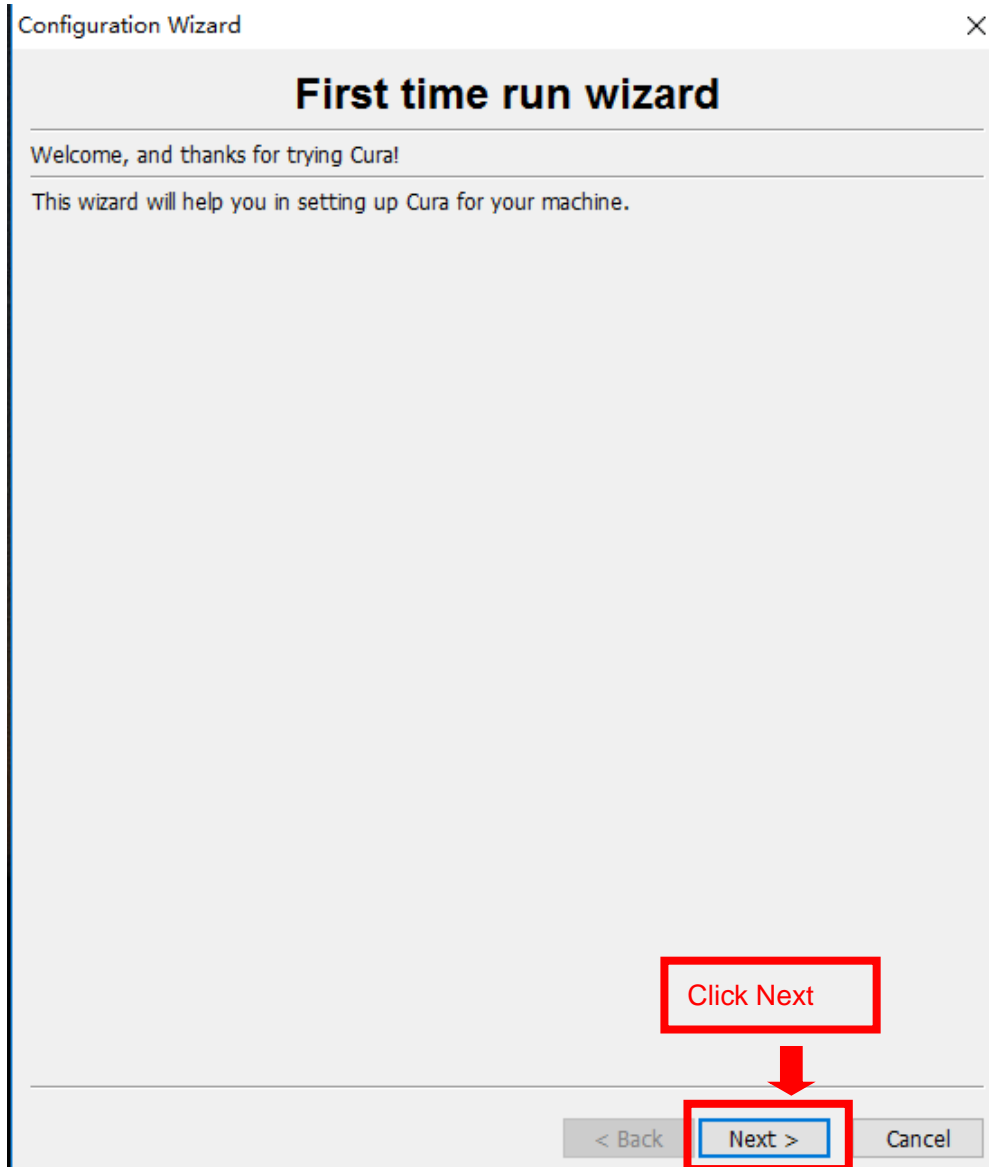 Configuration Wizard
First time run wizard
Welcome, and thanks for trying Cura!
This wizard will help you in setting up Cura for your machine.
Click Next
< Back Next > Cancel